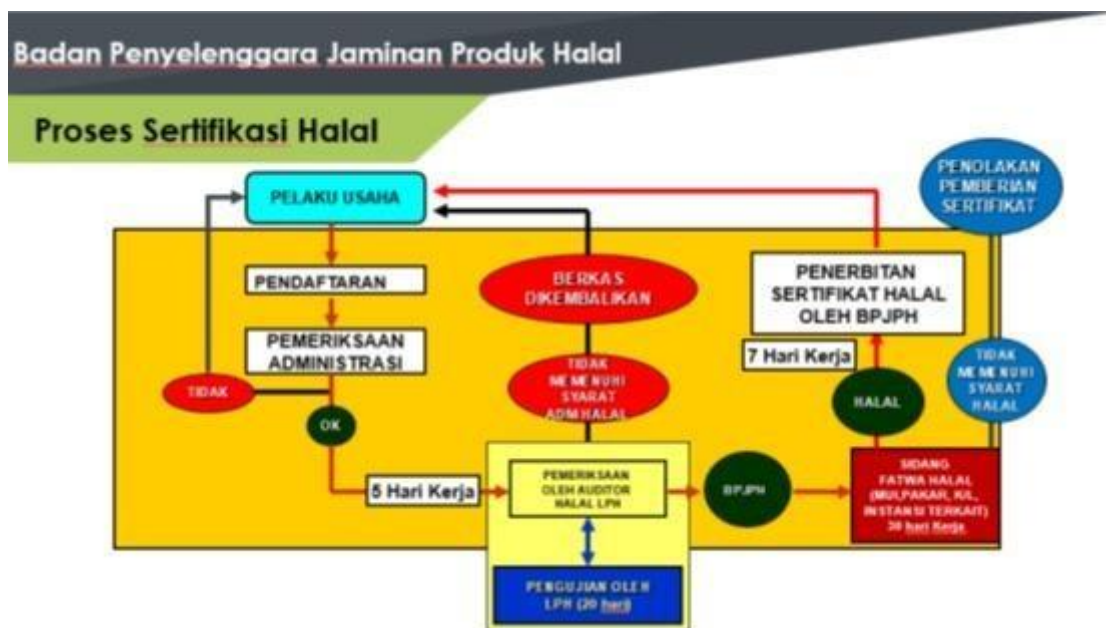 Badan Penyelenggara Jaminan Produk Halal
Proses Sertifikasi Halal
PELAKU USAHA
PENDAFTARAN
PEMERIKSAAN
ADMINISTRASI
TIDAK
OK
5 Hari Kerja
BERKAS
DIKEMBALIKAN
TIDAK
MEMENUHI
SYARAT
ADM HALAL
PEMERIKSAAN
OLEH AUDITOR
HALAL LPH
PENGUJIAN OLEH
LPH (20 hari)
BPJPH
SIDANG
FATWA HALAL
(MUI,PAKAR, K/L,
INSTANSI TERKAIT)
30 hari Kerja
HALAL
7 Hari Kerja
PENERBITAN
SERTIFIKAT HALAL
OLEH BPJPH
TIDAK
MEMENUHI
SYARAT
HALAL
PENOLAKAN
PEMBERIAN
SERTIFIKAT